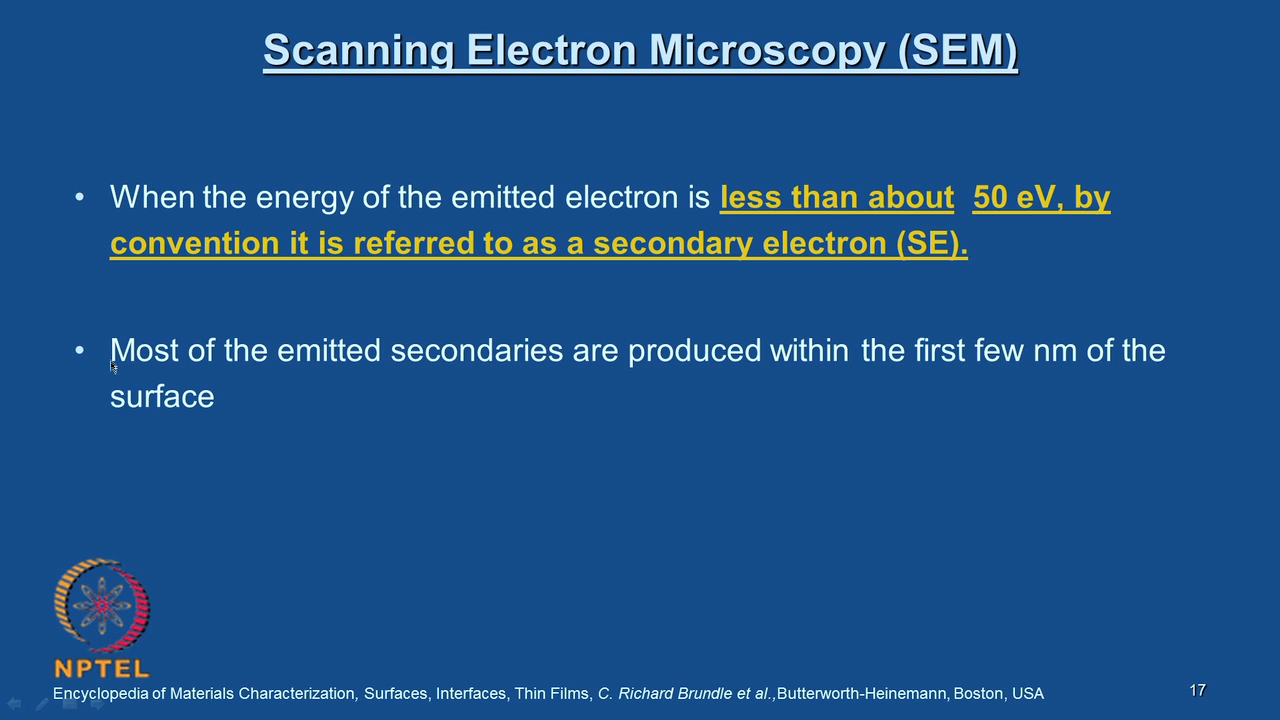 Scanning Electron Microscopy (SEM)
• When the energy of the emitted electron is less than about 50 eV, by
convention it is referred to as a secondary electron (SE).
• Most of the emitted secondaries are produced within the first few nm of the
surface
NPTEL
Encyclopedia of Materials Characterization, Surfaces, Interfaces, Thin Films, C. Richard Brundle et al.,Butterworth-Heinemann, Boston, USA
17